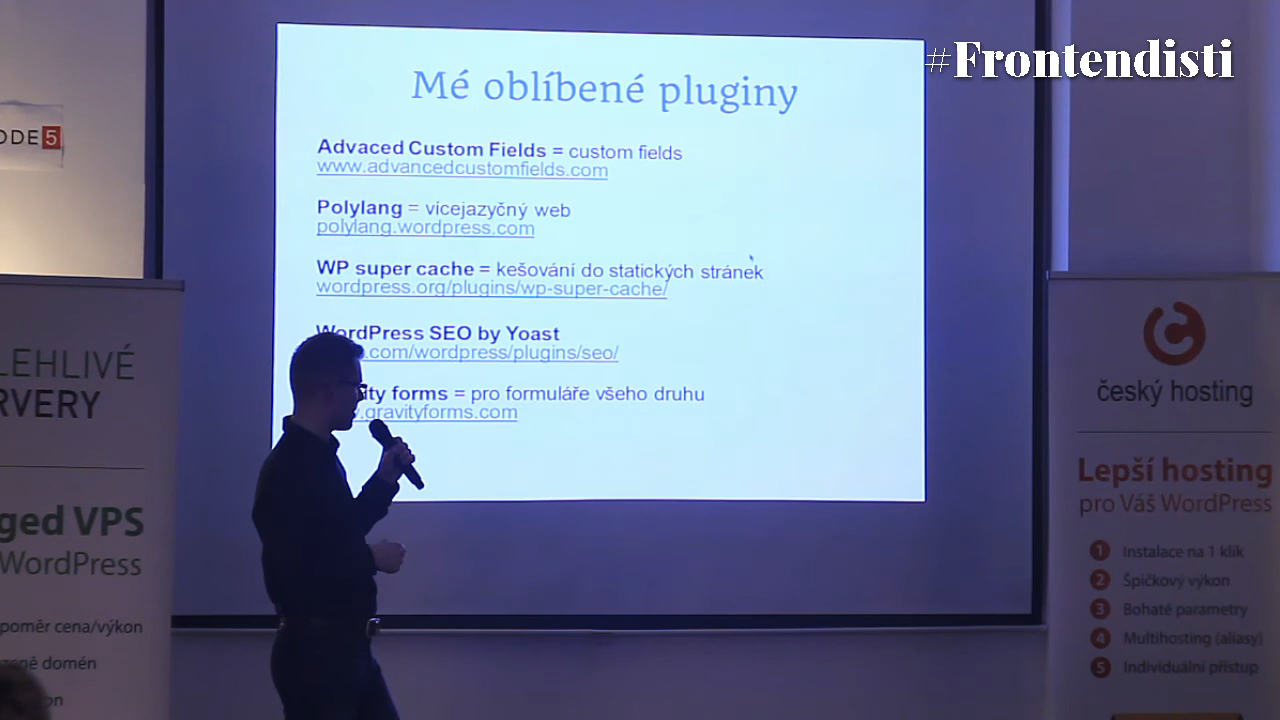 #Frontendisti
Mé oblíbené pluginy
Advaced Custom Fields = custom fields
www.advancedcustomfields.com
Polylang = vícejazyčný web
polylang.wordpress.com
WP super cache = kešování do statických stránek
wordpress.org/plugins/wp-super-cache/
WordPress SEO by Yoast
.com/wordpress/plugins/seo/
ty forms = pro formuláře všeho druhu
.gravityforms.com
ODE5
LEHLIVÉ
RVERY
ged VPS
WordPress
poměr cena/výkon
zeně domén
on
český hosting
Lepší hosting
pro Váš WordPress
1 Instalace na 1 klik
2 Špičkový výkon
3 Bohaté parametry
4 Multihosting (aliasy)
5 Individuální přístup